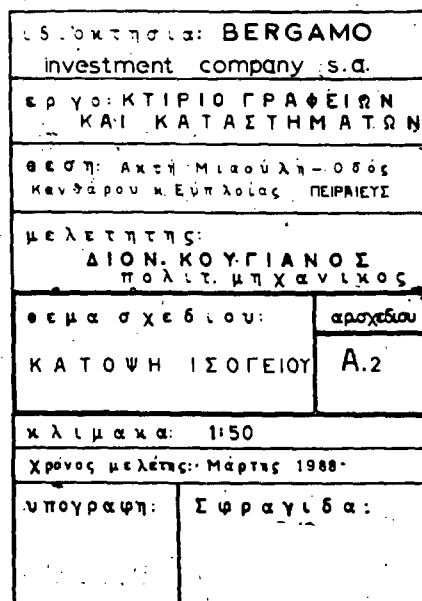 ιδιοκτησια: BERGAMO
investment company s.a.
εργο: ΚΤΙΡΙΟ ΓΡΑΦΕΙΩΝ
ΚΑΙ ΚΑΤΑΣΤΗΜΑΤΩΝ
θεση: Ακτή Μιαούλη - Οδός
Κανθάρου κ. Ευπλοίας ΠΕΙΡΑΙΕΥΣ
μελετητης:
ΔΙΟΝ. ΚΟΥΓΙΑΝΟΣ
πολιτ. μηχανικος
θεμα σχεδιου:
αρ.σχεδιου
ΚΑΤΟΨΗ ΙΣΟΓΕΙΟΥ
Α.2
κλιμακα: 1:50
Χρόνος μελέτης: Μάρτης 1988
υπογραφη:
Σφραγιδα: